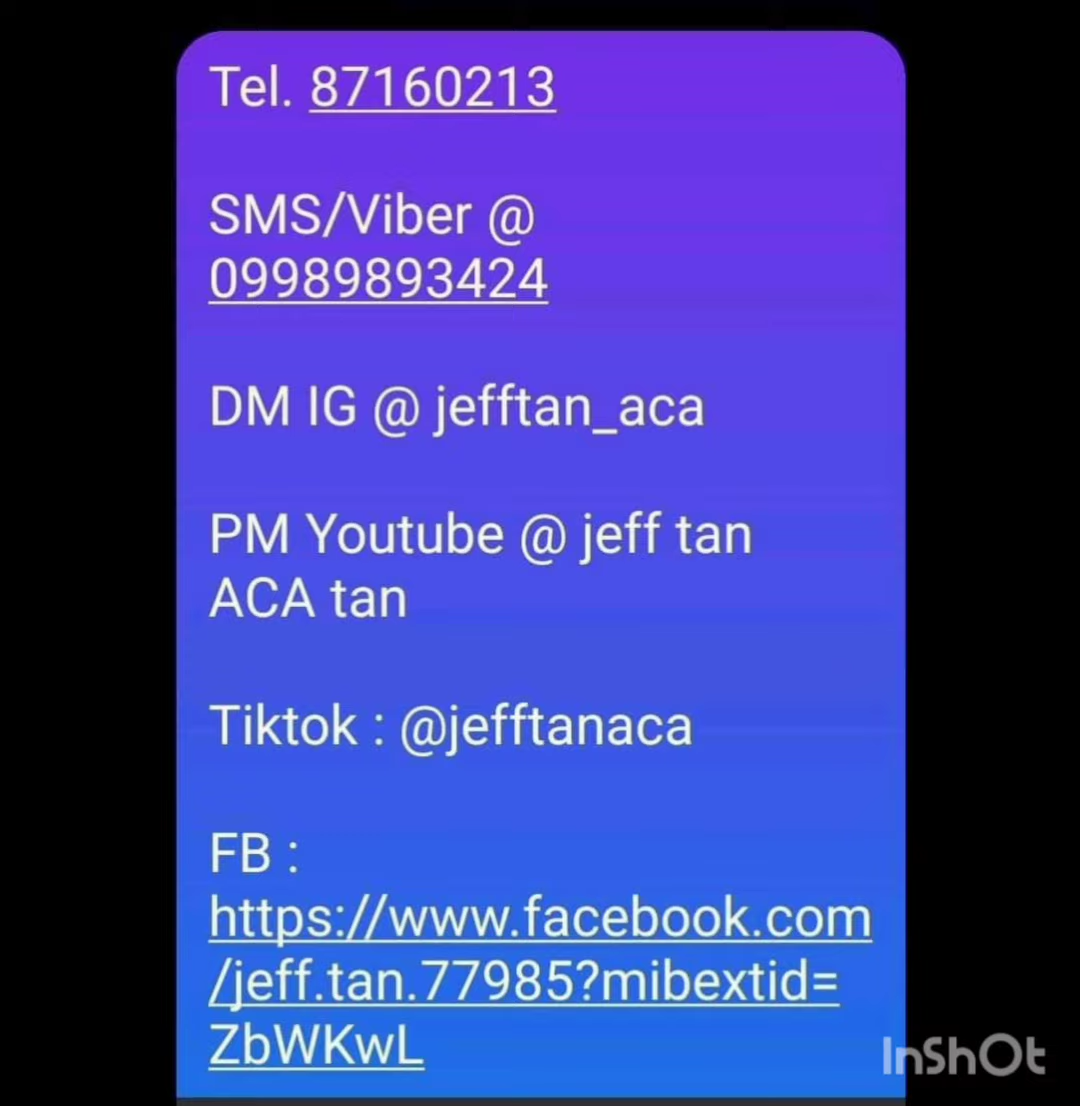 Tel. 87160213
SMS/Viber @
09989893424
DM IG @ jefftan_aca
PM Youtube @ jeff tan
ACA tan
Tiktok : @jefftanaca
FB :
https://www.facebook.com
/jeff.tan.77985?mibextid=
ZbWKwL
InShOt